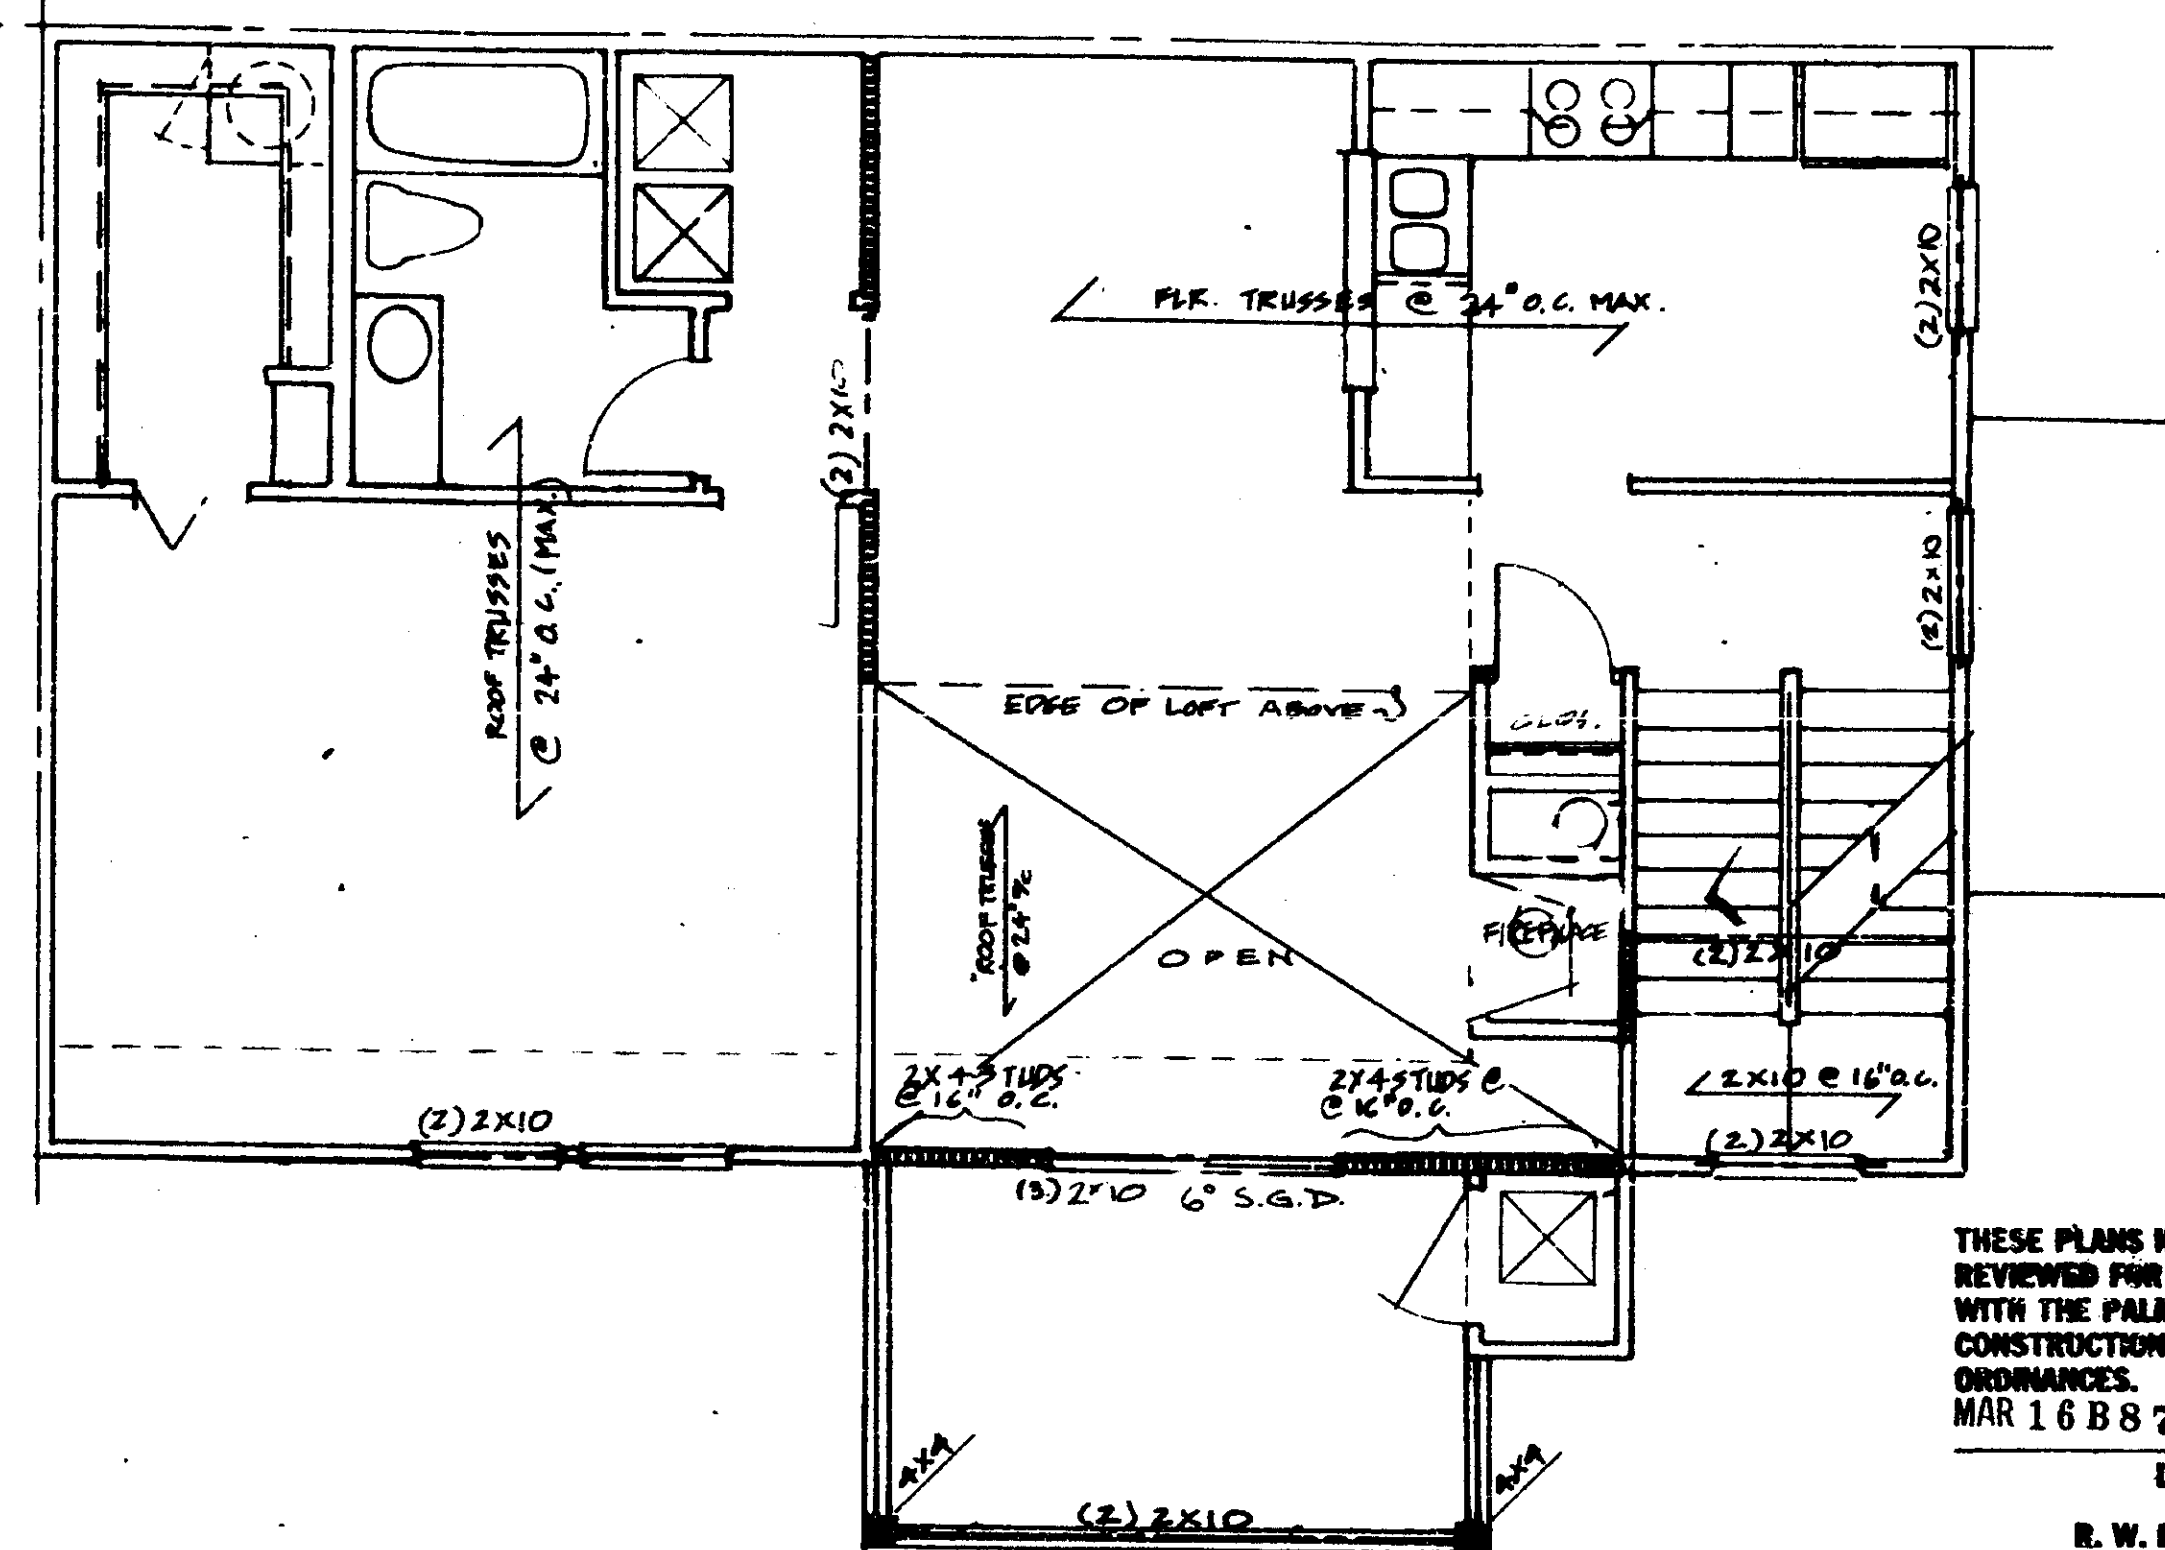 FLR. TRUSSES @ 24" O.C. MAX.
(2) 2X10
(2) 2X10
(2) 2X10
ROOF TRUSSES
@ 24" O.C. (MAX.)
EDGE OF LOFT ABOVE
CLOS.
ROOF TRUSSES
@ 24" o/c
OPEN
FIREPLACE
(2) 2X10
2X4 STUDS
@ 16" O.C.
2X4 STUDS @
@ 16" O.C.
2X10 @ 16" O.C.
(2) 2X10
(2) 2X10
(3) 2X10 6° S.G.D.
THESE PLANS
REVIEWED FOR
WITH THE
CONSTRUCTION
ORDINANCES.
MAR 16 B8
4X4
4X4
(2) 2X10
R. W.